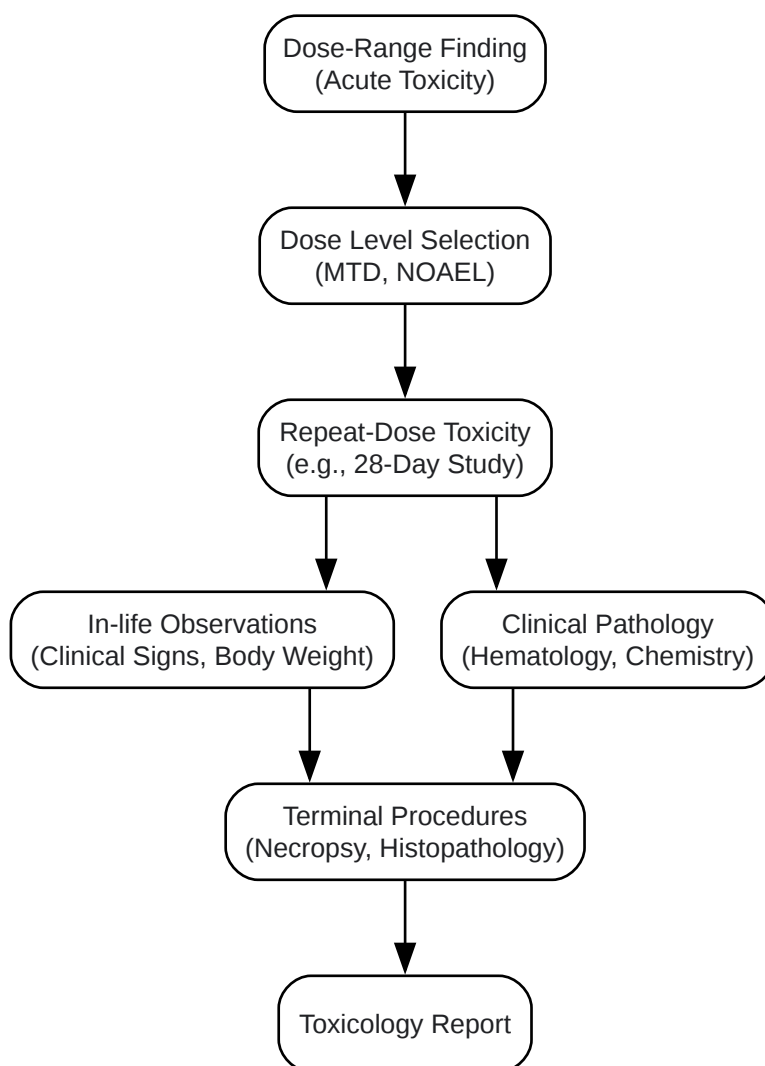 Dose-Range Finding
(Acute Toxicity)
Dose Level Selection
(MTD, NOAEL)
Repeat-Dose Toxicity
(e.g., 28-Day Study)
In-life Observations
(Clinical Signs, Body Weight)
Clinical Pathology
(Hematology, Chemistry)
Terminal Procedures
(Necropsy, Histopathology)
Toxicology Report